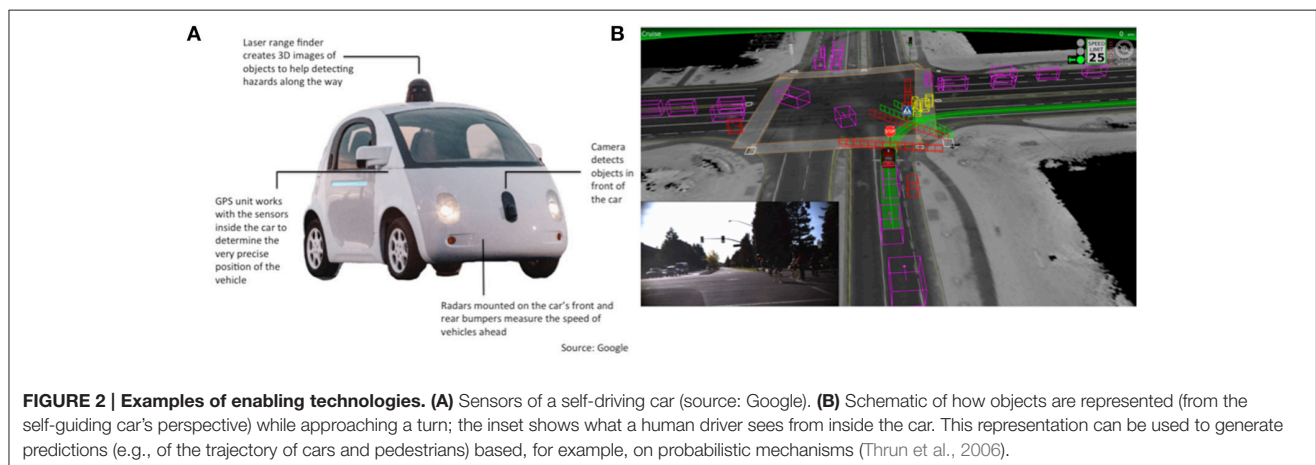 A
Laser range finder
creates 3D images of
objects to help detecting
hazards along the way
Camera
detects
objects in
front of
the car
GPS unit works
with the sensors
inside the car to
determine the
very precise
position of the
vehicle
Radars mounted on the car's front and
rear bumpers measure the speed of
vehicles ahead
Source: Google
B
Cruise
0
SPEED
LIMIT
25
STOP
FIGURE 2 | Examples of enabling technologies. (A) Sensors of a self-driving car (source: Google). (B) Schematic of how objects are represented (from the
self-guiding car's perspective) while approaching a turn; the inset shows what a human driver sees from inside the car. This representation can be used to generate
predictions (e.g., of the trajectory of cars and pedestrians) based, for example, on probabilistic mechanisms (Thrun et al., 2006).